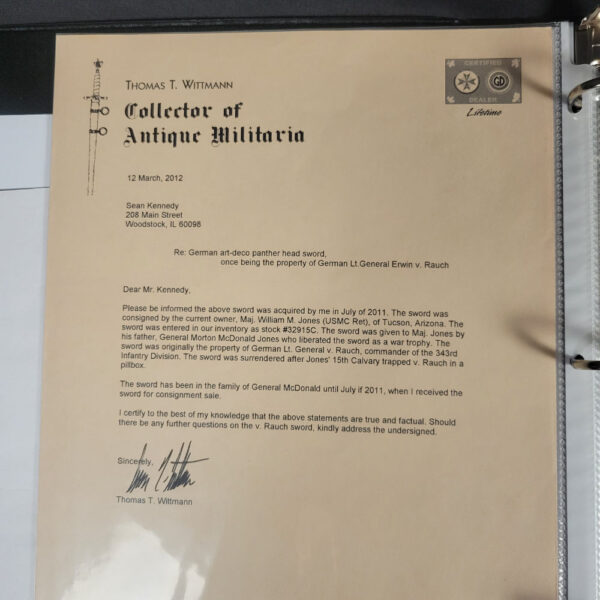 THOMAS T. WITTMANN
Collector of
Antique Militaria
CERTIFIED
GD
DEALER
Lifetime
12 March, 2012
Sean Kennedy
208 Main Street
Woodstock, IL 60098
Re: German art-deco panther head sword,
once being the property of German Lt.General Erwin v. Rauch
Dear Mr. Kennedy,
Please be informed the above sword was acquired by me in July of 2011. The sword was
consigned by the current owner, Maj. William M. Jones (USMC Ret), of Tucson, Arizona. The
sword was entered in our inventory as stock #32915C. The sword was given to Maj. Jones by
his father, General Morton McDonald Jones who liberated the sword as a war trophy. The
sword was originally the property of German Lt. General v. Rauch, commander of the 343rd
Infantry Division. The sword was surrendered after Jones' 15th Calvary trapped v. Rauch in a
pillbox.
The sword has been in the family of General McDonald until July if 2011, when I received the
sword for consignment sale.
I certify to the best of my knowledge that the above statements are true and factual. Should
there be any further questions on the v. Rauch sword, kindly address the undersigned.
Sincerely,
Thomas T. Wittmann